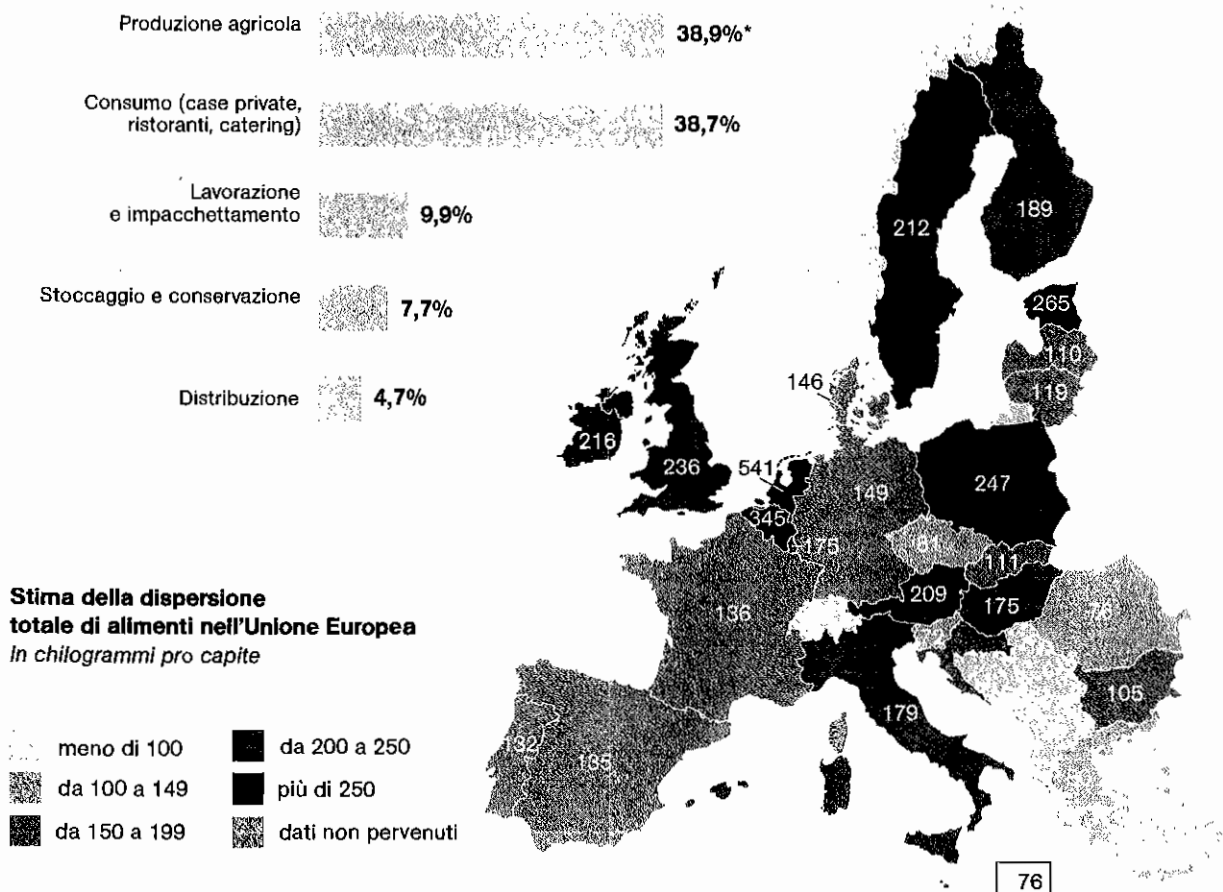 Produzione agricola
38,9%*
Consumo (case private,
ristoranti, catering)
38,7%
Lavorazione
e impacchettamento
9,9%
Stoccaggio e conservazione
7,7%
Distribuzione
4,7%
Stima della dispersione
totale di alimenti nell'Unione Europea
In chilogrammi pro capite
meno di 100
da 100 a 149
da 150 a 199
da 200 a 250
più di 250
dati non pervenuti
212
189
265
110
119
146
216
236
541
345
149
247
175
81
111
136
209
175
76
105
179
132
135
76